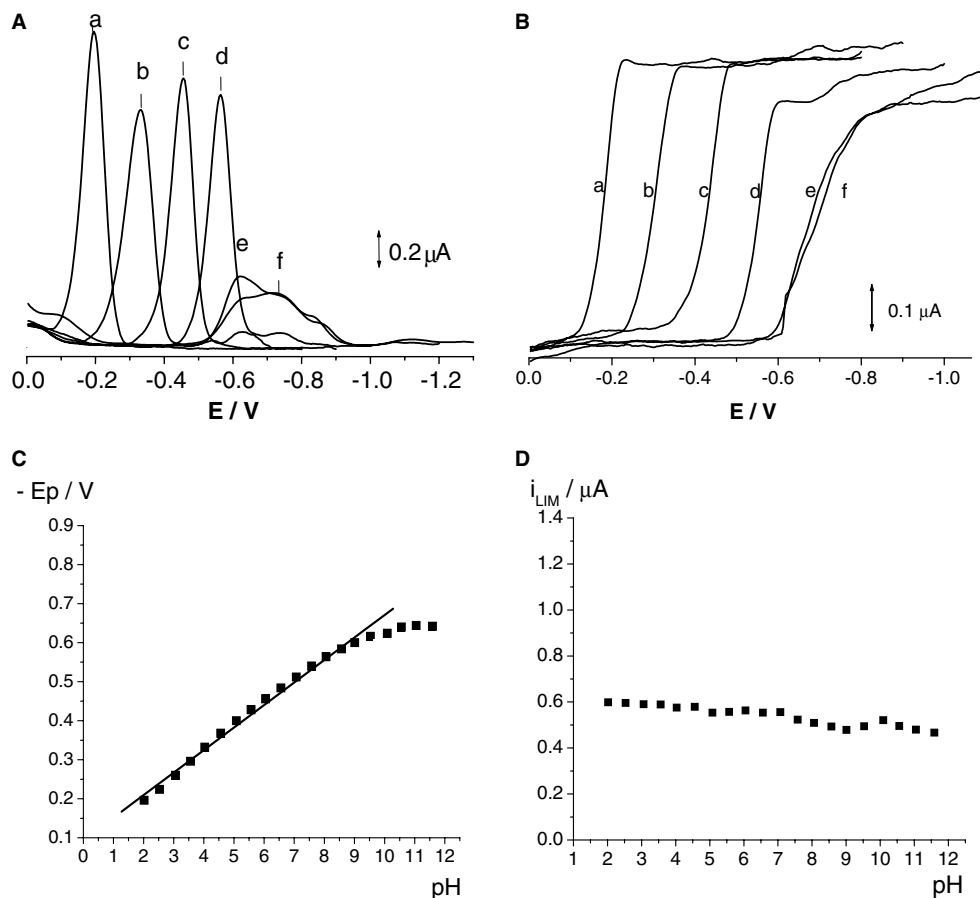 A
a
b
c
d
e
f
0.2 μA
0.0 -0.2 -0.4 -0.6 -0.8 -1.0 -1.2
E / V
B
a
b
c
d
e
f
0.1 μA
0.0 -0.2 -0.4 -0.6 -0.8 -1.0
E / V
C
- Ep / V
0.9
0.8
0.7
0.6
0.5
0.4
0.3
0.2
0.1
0 1 2 3 4 5 6 7 8 9 10 11 12
pH
D
i_LIM / μA
1.4
1.2
1.0
0.8
0.6
0.4
0.2
0.0
1 2 3 4 5 6 7 8 9 10 11 12
pH